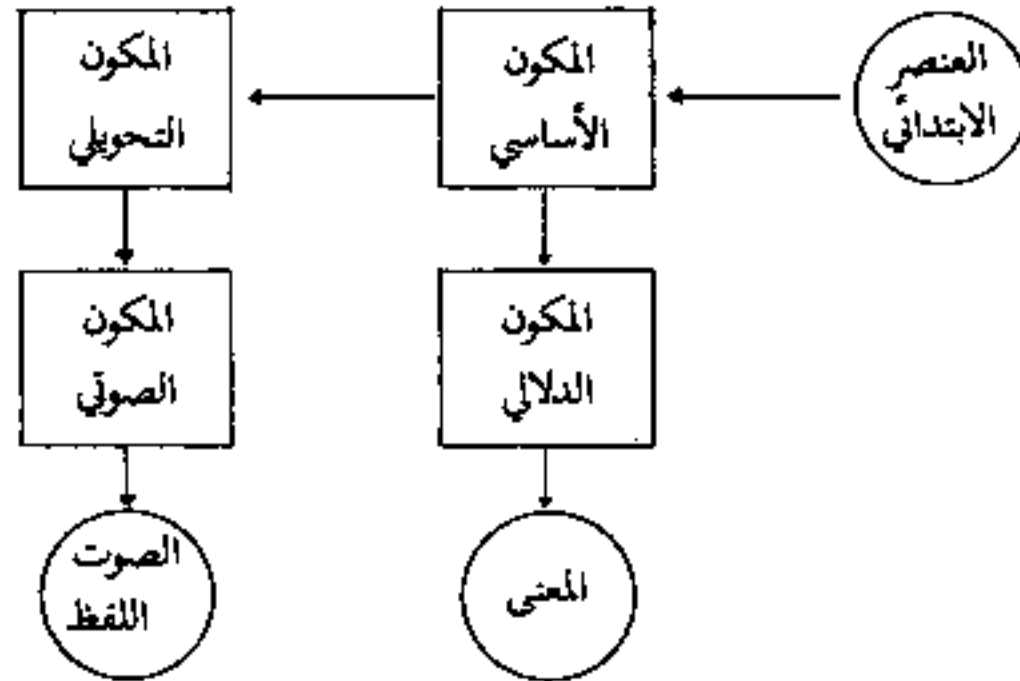 العنصر
الابتدائي
المكون
الأساسي
المكون
التحويلي
المكون
الدلالي
المكون
الصوتي
المعنى
الصوت
اللفظ